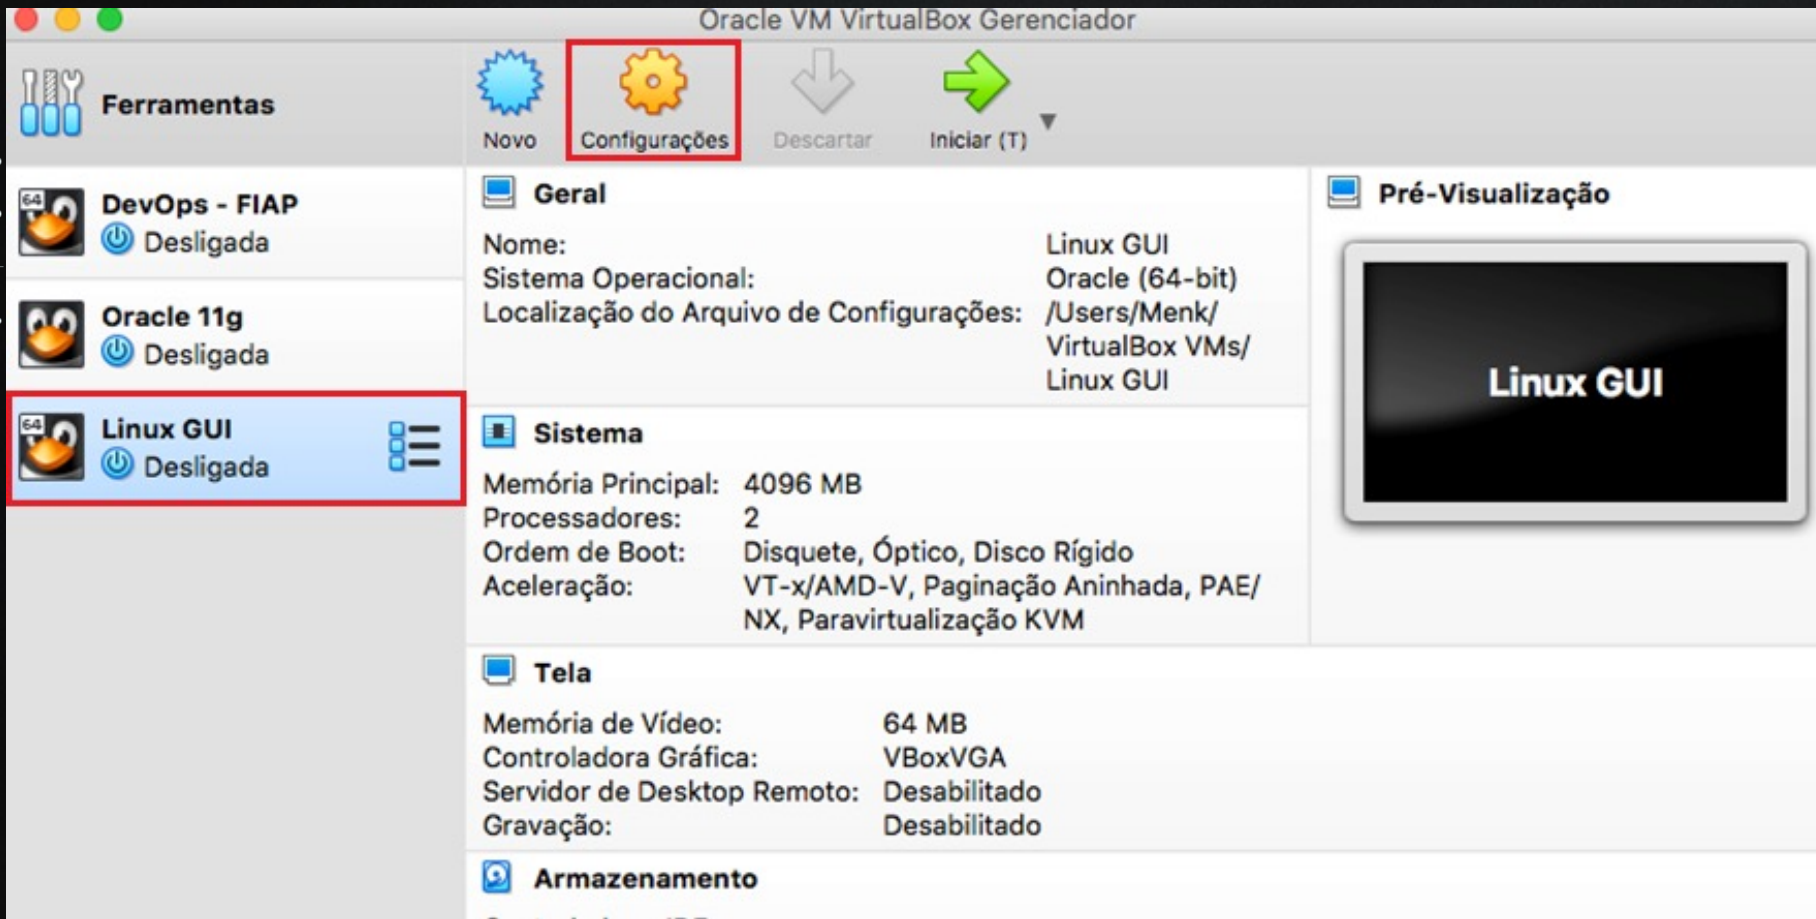 Oracle VM VirtualBox Gerenciador
Ferramentas
Novo
Configurações
Descartar
Iniciar (T)
64
DevOps - FIAP
Desligada
Oracle 11g
Desligada
64
Linux GUI
Desligada
Geral
Nome: Linux GUI
Sistema Operacional: Oracle (64-bit)
Localização do Arquivo de Configurações: /Users/Menk/
VirtualBox VMs/
Linux GUI
Sistema
Memória Principal: 4096 MB
Processadores: 2
Ordem de Boot: Disquete, Óptico, Disco Rígido
Aceleração: VT-x/AMD-V, Paginação Aninhada, PAE/
NX, Paravirtualização KVM
Tela
Memória de Vídeo: 64 MB
Controladora Gráfica: VBoxVGA
Servidor de Desktop Remoto: Desabilitado
Gravação: Desabilitado
Armazenamento
Pré-Visualização
Linux GUI